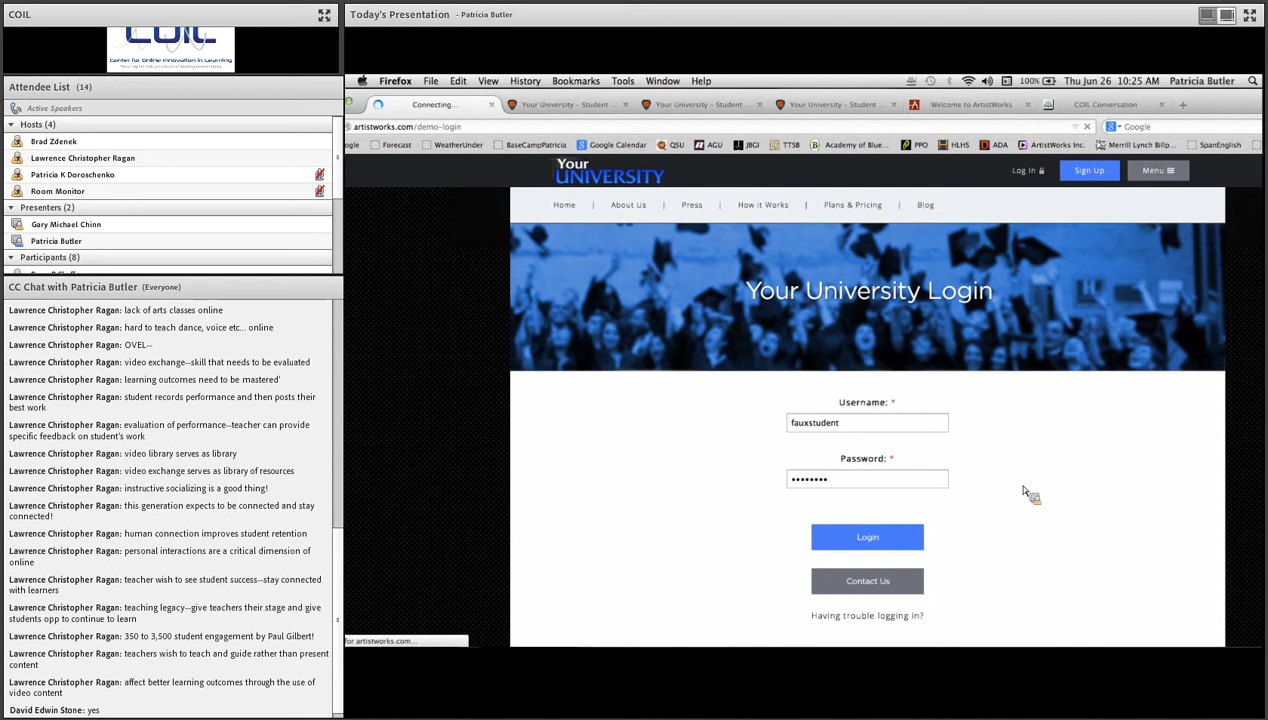 COIL
COIL
Center for Online Innovation in Learning
Attendee List (14)
Active Speakers
Hosts (4)
Brad Zdenek
Lawrence Christopher Ragan
Patricia K Doroschenko
Room Monitor
Presenters (2)
Gary Michael Chinn
Patricia Butler
Participants (8)
CC Chat with Patricia Butler (Everyone)
Lawrence Christopher Ragan: lack of arts classes online
Lawrence Christopher Ragan: hard to teach dance, voice etc... online
Lawrence Christopher Ragan: OVEL--
Lawrence Christopher Ragan: video exchange--skill that needs to be evaluated
Lawrence Christopher Ragan: learning outcomes need to be mastered'
Lawrence Christopher Ragan: student records performance and then posts their
best work
Lawrence Christopher Ragan: evaluation of performance--teacher can provide
specific feedback on student's work
Lawrence Christopher Ragan: video library serves as library
Lawrence Christopher Ragan: video exchange serves as library of resources
Lawrence Christopher Ragan: instructive socializing is a good thing!
Lawrence Christopher Ragan: this generation expects to be connected and stay
connected!
Lawrence Christopher Ragan: human connection improves student retention
Lawrence Christopher Ragan: personal interactions are a critical dimension of
online
Lawrence Christopher Ragan: teacher wish to see student success--stay connected
with learners
Lawrence Christopher Ragan: teaching legacy--give teachers their stage and give
students opp to continue to learn
Lawrence Christopher Ragan: 350 to 3,500 student engagement by Paul Gilbert!
Lawrence Christopher Ragan: teachers wish to teach and guide rather than present
content
Lawrence Christopher Ragan: affect better learning outcomes through the use of
video content
David Edwin Stone: yes
Today's Presentation - Patricia Butler
Firefox File Edit View History Bookmarks Tools Window Help 100% Thu Jun 26 10:25 AM Patricia Butler
Connecting... Your University – Student ... Your University – Student ... Your University – Student ... Welcome to ArtistWorks COIL Conversation
artistworks.com/demo-login Google
ogle Forecast WeatherUnder BaseCampPatricia Google Calendar QSU AGU JBGI TTSB Academy of Blue... PPO HLHS ADA ArtistWorks Inc. Merrill Lynch Billp... SpanEnglish
Your
UNIVERSITY
Log In Sign Up Menu
Home | About Us | Press | How it Works | Plans & Pricing | Blog
Your University Login
Username: *
fauxstudent
Password: *
••••••••
Login
Contact Us
Having trouble logging in?
for artistworks.com...